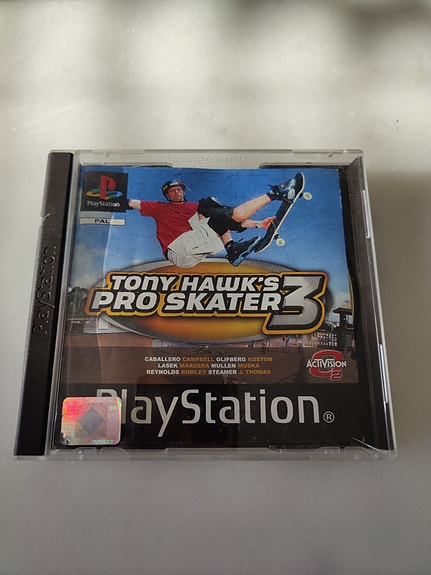 PlayStation
PlayStation
PAL
TONY HAWK'S
PRO SKATER 3
CABALLERO CAMPBELL GLIFBERG KOSTON
LASEK MARGERA MULLEN MUSKA
REYNOLDS ROWLEY STEAMER J. THOMAS
ACTIVISION
O2
PlayStation®
PRODUCT